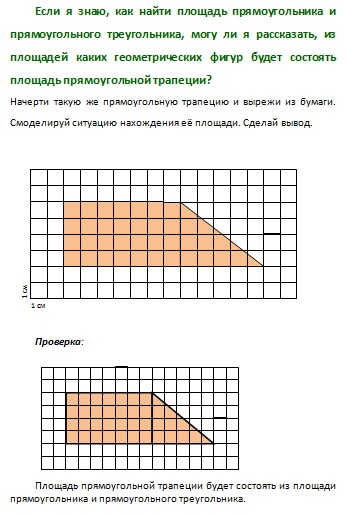 Если я знаю, как найти площадь прямоугольника и
прямоугольного треугольника, могу ли я рассказать, из
площадей каких геометрических фигур будет состоять
площадь прямоугольной трапеции?
Начерти такую же прямоугольную трапецию и вырежи из бумаги.
Смоделируй ситуацию нахождения её площади. Сделай вывод.
1 см
1 см
Проверка:
Площадь прямоугольной трапеции будет состоять из площади
прямоугольника и прямоугольного треугольника.